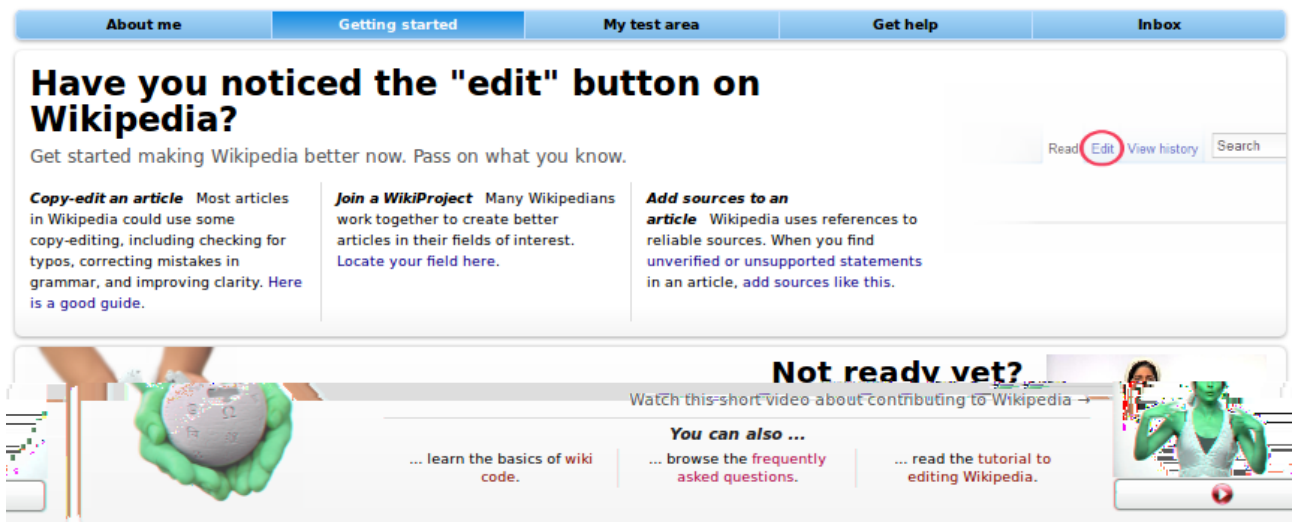 About me
Getting started
My test area
Get help
Inbox
Have you noticed the "edit" button on
Wikipedia?
Get started making Wikipedia better now. Pass on what you know.
Read Edit View history Search
Copy-edit an article Most articles
in Wikipedia could use some
copy-editing, including checking for
typos, correcting mistakes in
grammar, and improving clarity. Here
is a good guide.
Join a WikiProject Many Wikipedians
work together to create better
articles in their fields of interest.
Locate your field here.
Add sources to an
article Wikipedia uses references to
reliable sources. When you find
unverified or unsupported statements
in an article, add sources like this.
Not ready yet?
Watch this short video about contributing to Wikipedia →
You can also ...
... learn the basics of wiki
code.
... browse the frequently
asked questions.
... read the tutorial to
editing Wikipedia.
Ω